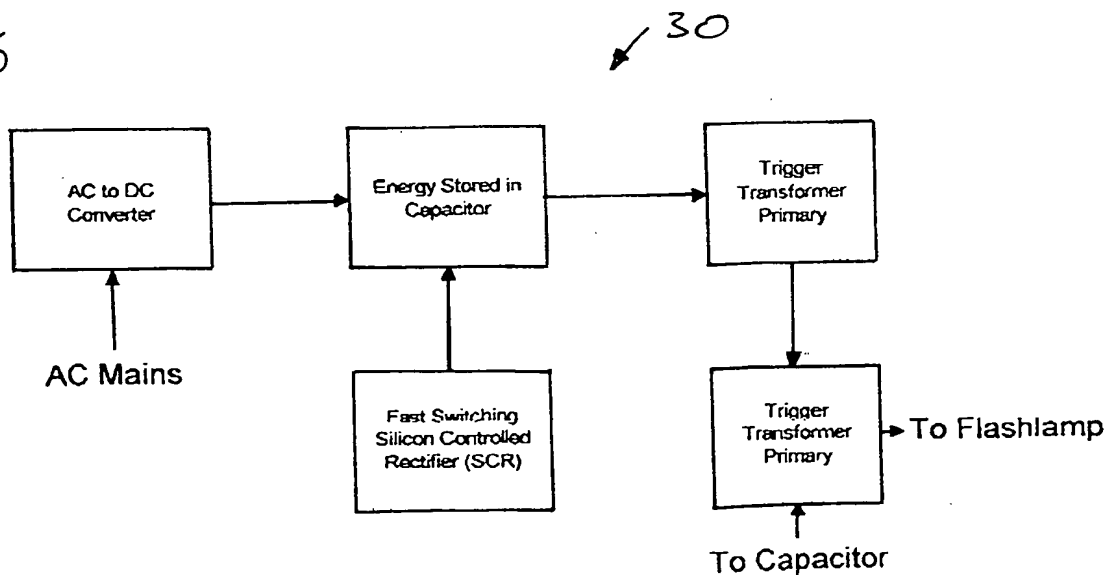 30
AC to DC
Converter
Energy Stored in
Capacitor
Trigger
Transformer
Primary
AC Mains
Fast Switching
Silicon Controlled
Rectifier (SCR)
Trigger
Transformer
Primary
To Flashlamp
To Capacitor